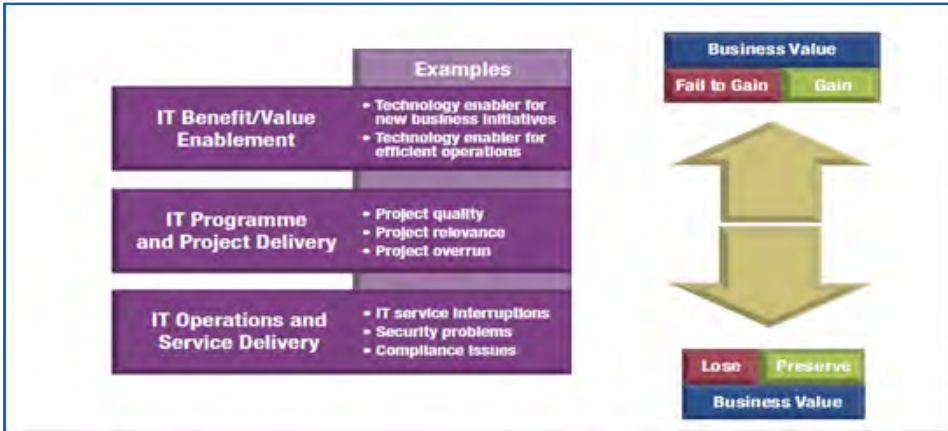 Examples
IT Benefit/Value
Enablement
• Technology enabler for
new business initiatives
• Technology enabler for
efficient operations
IT Programme
and Project Delivery
• Project quality
• Project relevance
• Project overrun
IT Operations and
Service Delivery
• IT service interruptions
• Security problems
• Compliance issues
Business Value
Fail to Gain
Gain
Lose
Preserve
Business Value